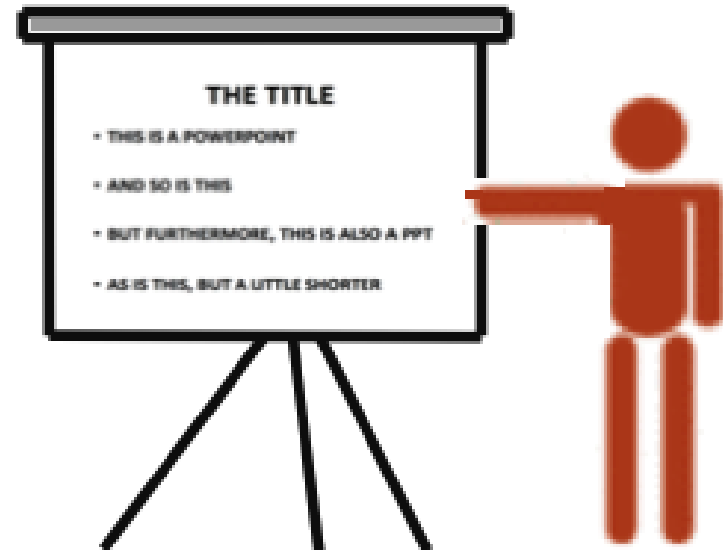 THE TITLE
• THIS IS A POWERPOINT
• AND SO IS THIS
• BUT FURTHERMORE, THIS IS ALSO A PPT
• AS IS THIS, BUT A LITTLE SHORTER